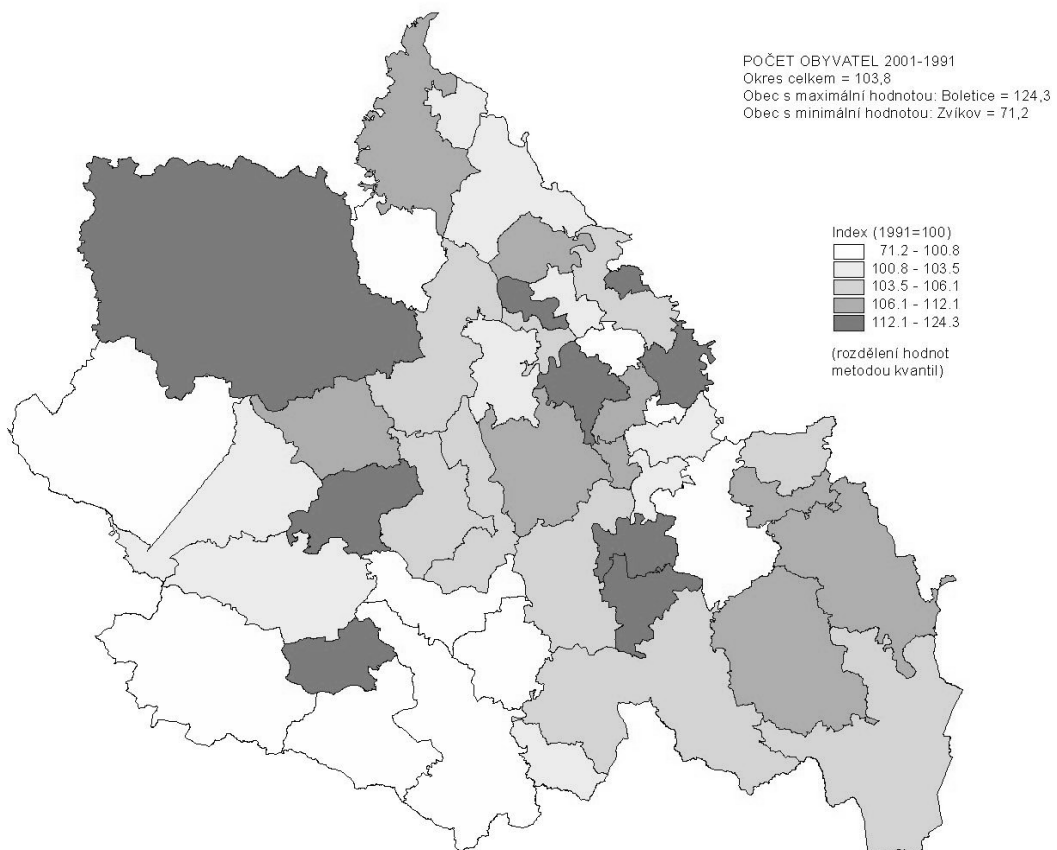 POČET OBYVATEL 2001-1991
Okres celkem = 103,8
Obec s maximální hodnotou: Boletice = 124,3
Obec s minimální hodnotou: Zvíkov = 71,2
Index (1991=100)
71.2 - 100.8
100.8 - 103.5
103.5 - 106.1
106.1 - 112.1
112.1 - 124.3
(rozdělení hodnot
metodou kvantil)